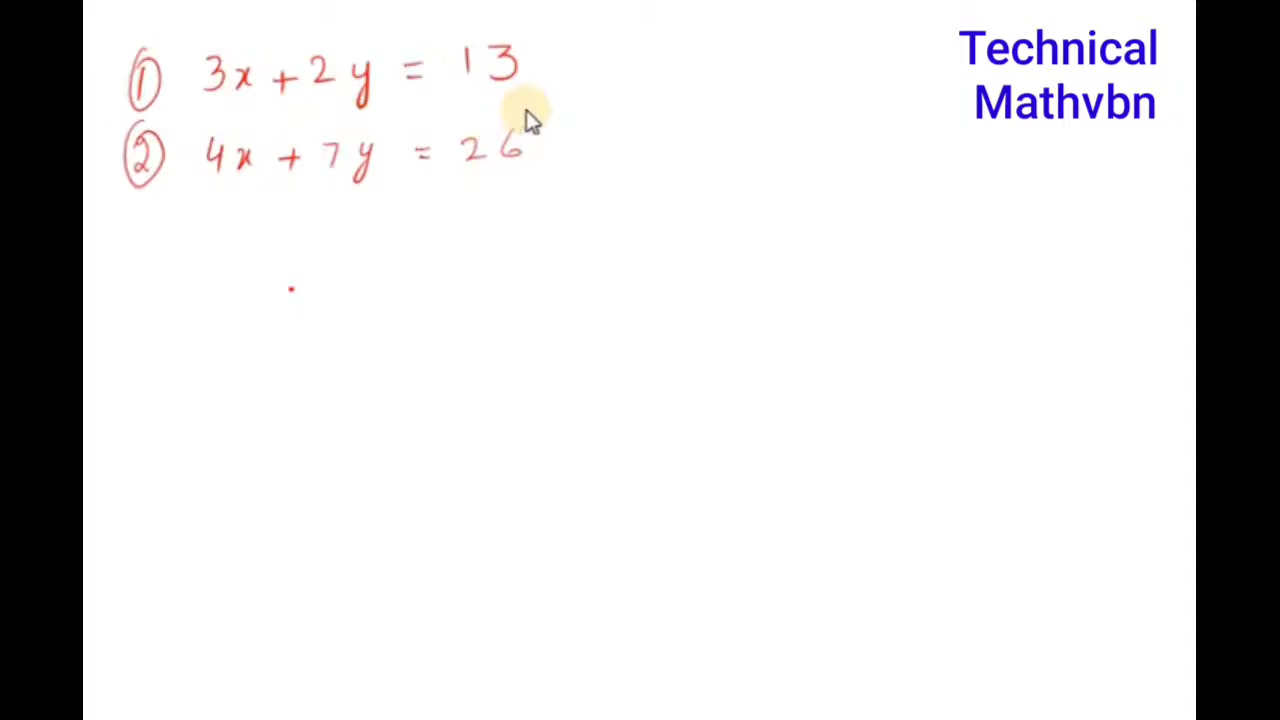 ① 3x + 2y = 13
② 4x + 7y = 26
Technical
Mathvbn